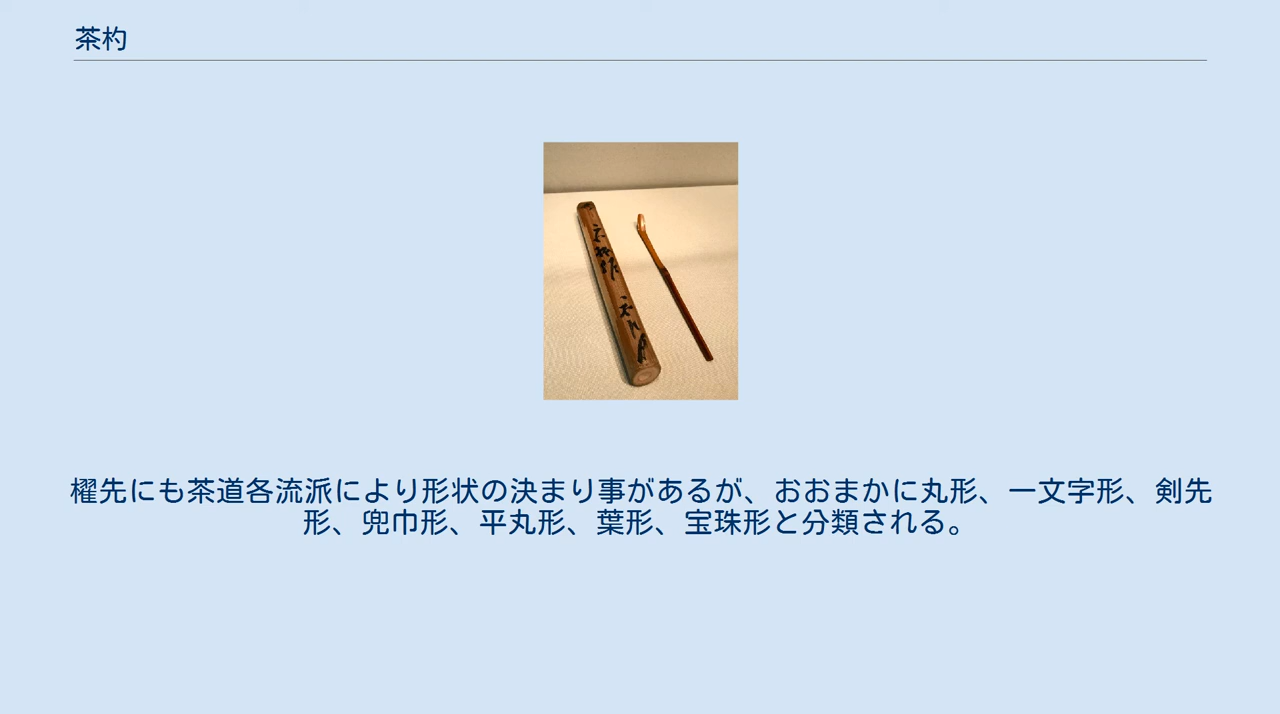 茶杓
櫂先にも茶道各流派により形状の決まり事があるが、おおまかに丸形、一文字形、剣先
形、兜巾形、平丸形、葉形、宝珠形と分類される。